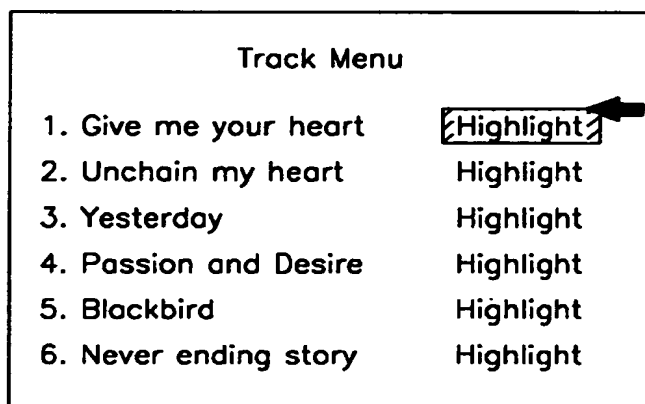 Track Menu
1. Give me your heart Highlight
2. Unchain my heart Highlight
3. Yesterday Highlight
4. Passion and Desire Highlight
5. Blackbird Highlight
6. Never ending story Highlight